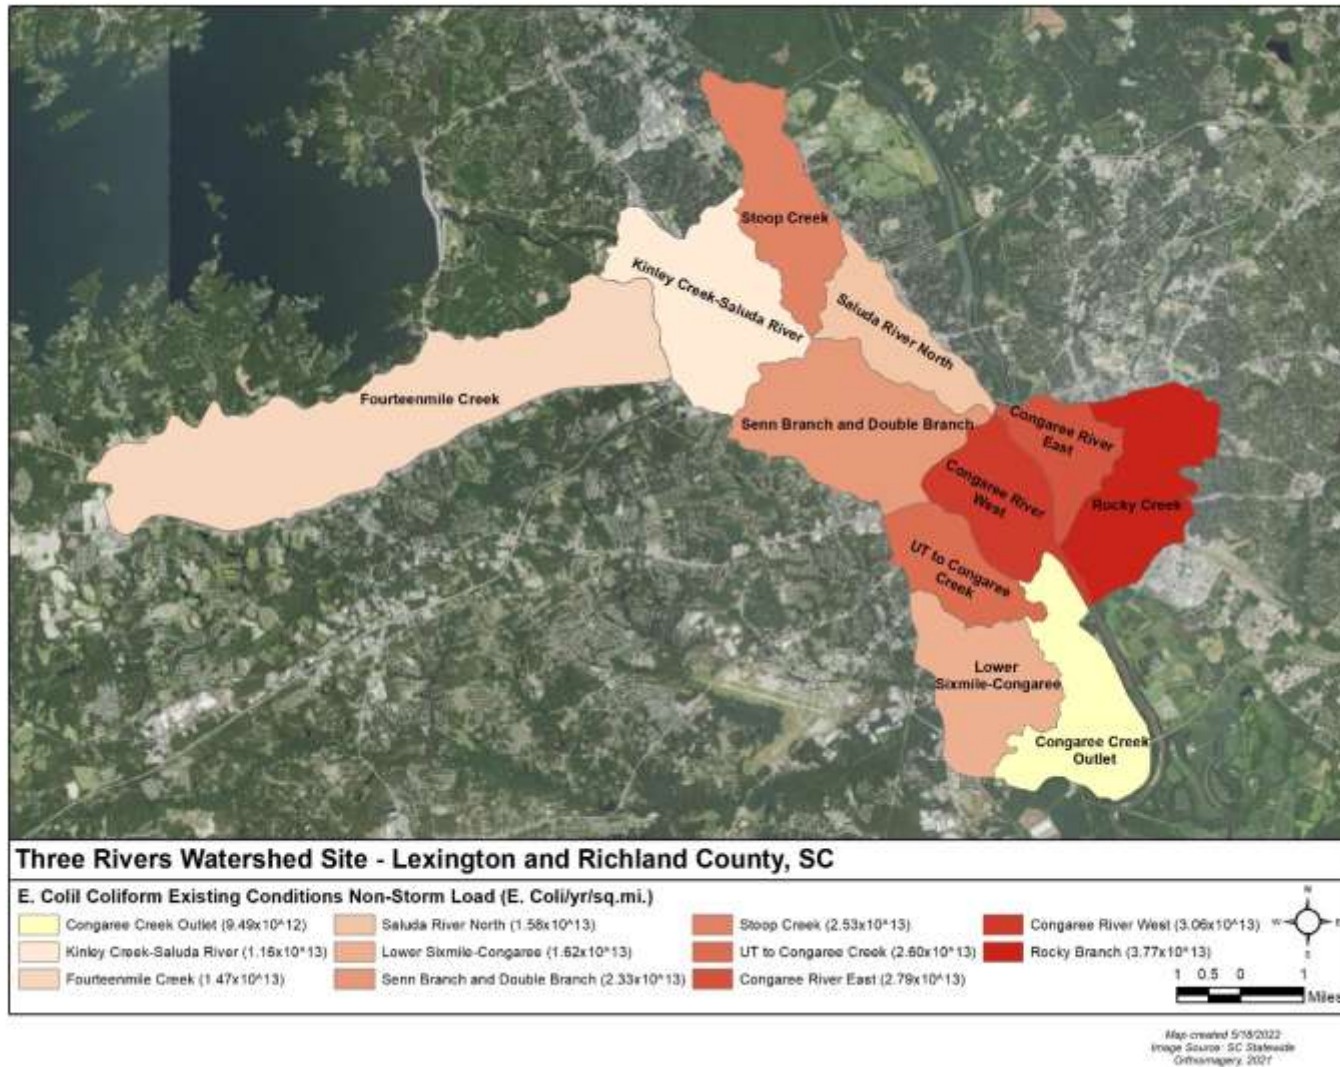 Stoop Creek
Kinley Creek-Saluda River
Saluda River North
Fourteenmile Creek
Senn Branch and Double Branch
Congaree River
East
Congaree River
West
Rocky Creek
UT to Congaree
Creek
Lower
Sixmile-Congaree
Congaree Creek
Outlet
Three Rivers Watershed Site - Lexington and Richland County, SC
E. Colil Coliform Existing Conditions Non-Storm Load (E. Coli/yr/sq.mi.)
Congaree Creek Outlet (9.49x10^12)
Kinley Creek-Saluda River (1.16x10^13)
Fourteenmile Creek (1.47x10^13)
Saluda River North (1.58x10^13)
Lower Sixmile-Congaree (1.62x10^13)
Senn Branch and Double Branch (2.33x10^13)
Stoop Creek (2.53x10^13)
UT to Congaree Creek (2.60x10^13)
Congaree River East (2.79x10^13)
Congaree River West (3.06x10^13)
Rocky Branch (3.77x10^13)
N
W E
S
1 0.5 0 1
Miles
Map created 5/18/2022
Image Source: SC Statewide
Orthoimagery, 2021